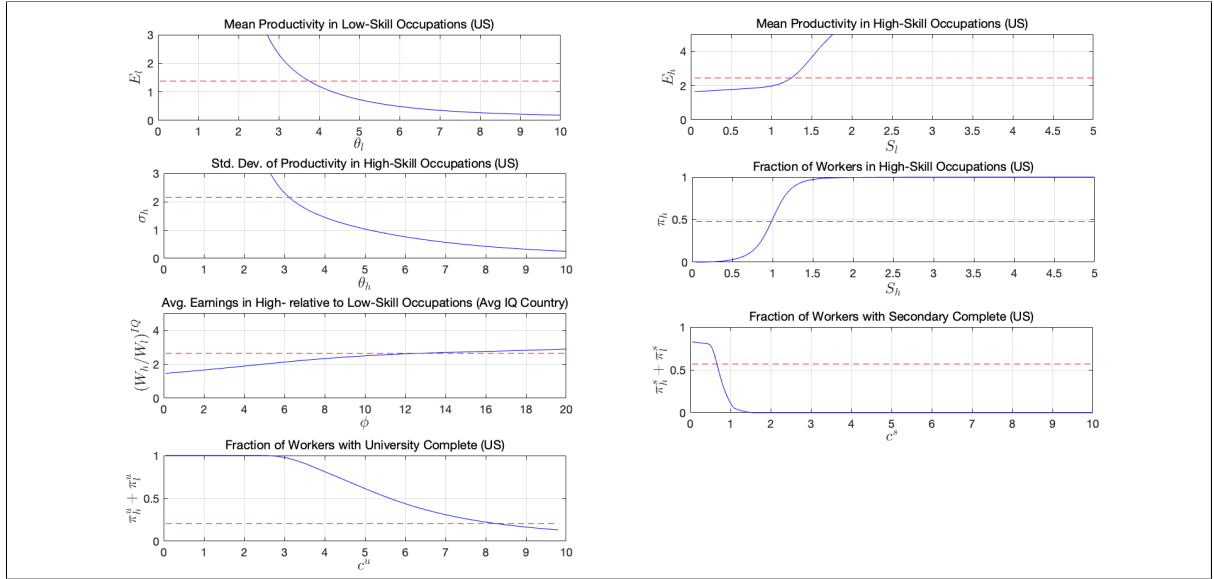 Mean Productivity in Low-Skill Occupations (US)
3
2
1
0
E_l
0 1 2 3 4 5 6 7 8 9 10
θ_l
Mean Productivity in High-Skill Occupations (US)
4
2
0
E_h
0 0.5 1 1.5 2 2.5 3 3.5 4 4.5 5
S_l
Std. Dev. of Productivity in High-Skill Occupations (US)
3
2
1
0
σ_h
0 1 2 3 4 5 6 7 8 9 10
θ_h
Fraction of Workers in High-Skill Occupations (US)
1
0.5
0
π_h
0 0.5 1 1.5 2 2.5 3 3.5 4 4.5 5
S_h
Avg. Earnings in High- relative to Low-Skill Occupations (Avg IQ Country)
4
2
0
(W_h/W_l)^{IQ}
0 2 4 6 8 10 12 14 16 18 20
ϕ
Fraction of Workers with Secondary Complete (US)
1
0.5
0
π_h^s + π_l^s
0 1 2 3 4 5 6 7 8 9 10
c^s
Fraction of Workers with University Complete (US)
1
0.5
0
π_h^u + π_l^u
0 1 2 3 4 5 6 7 8 9 10
c^u